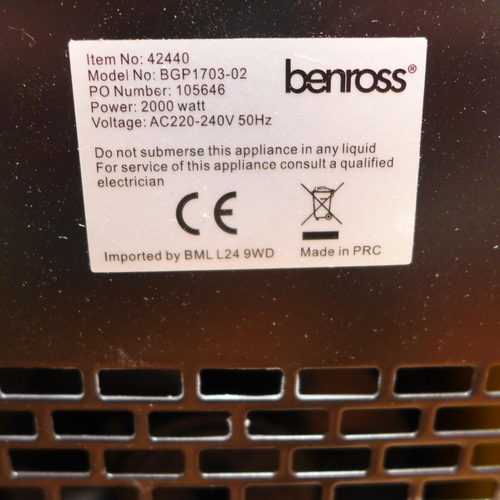 Item No: 42440
Model No: BGP1703-02
PO Number: 105646
Power: 2000 watt
Voltage: AC220-240V 50Hz
benross®
Do not submerse this appliance in any liquid
For service of this appliance consult a qualified
electrician
CE
Imported by BML L24 9WD
Made in PRC